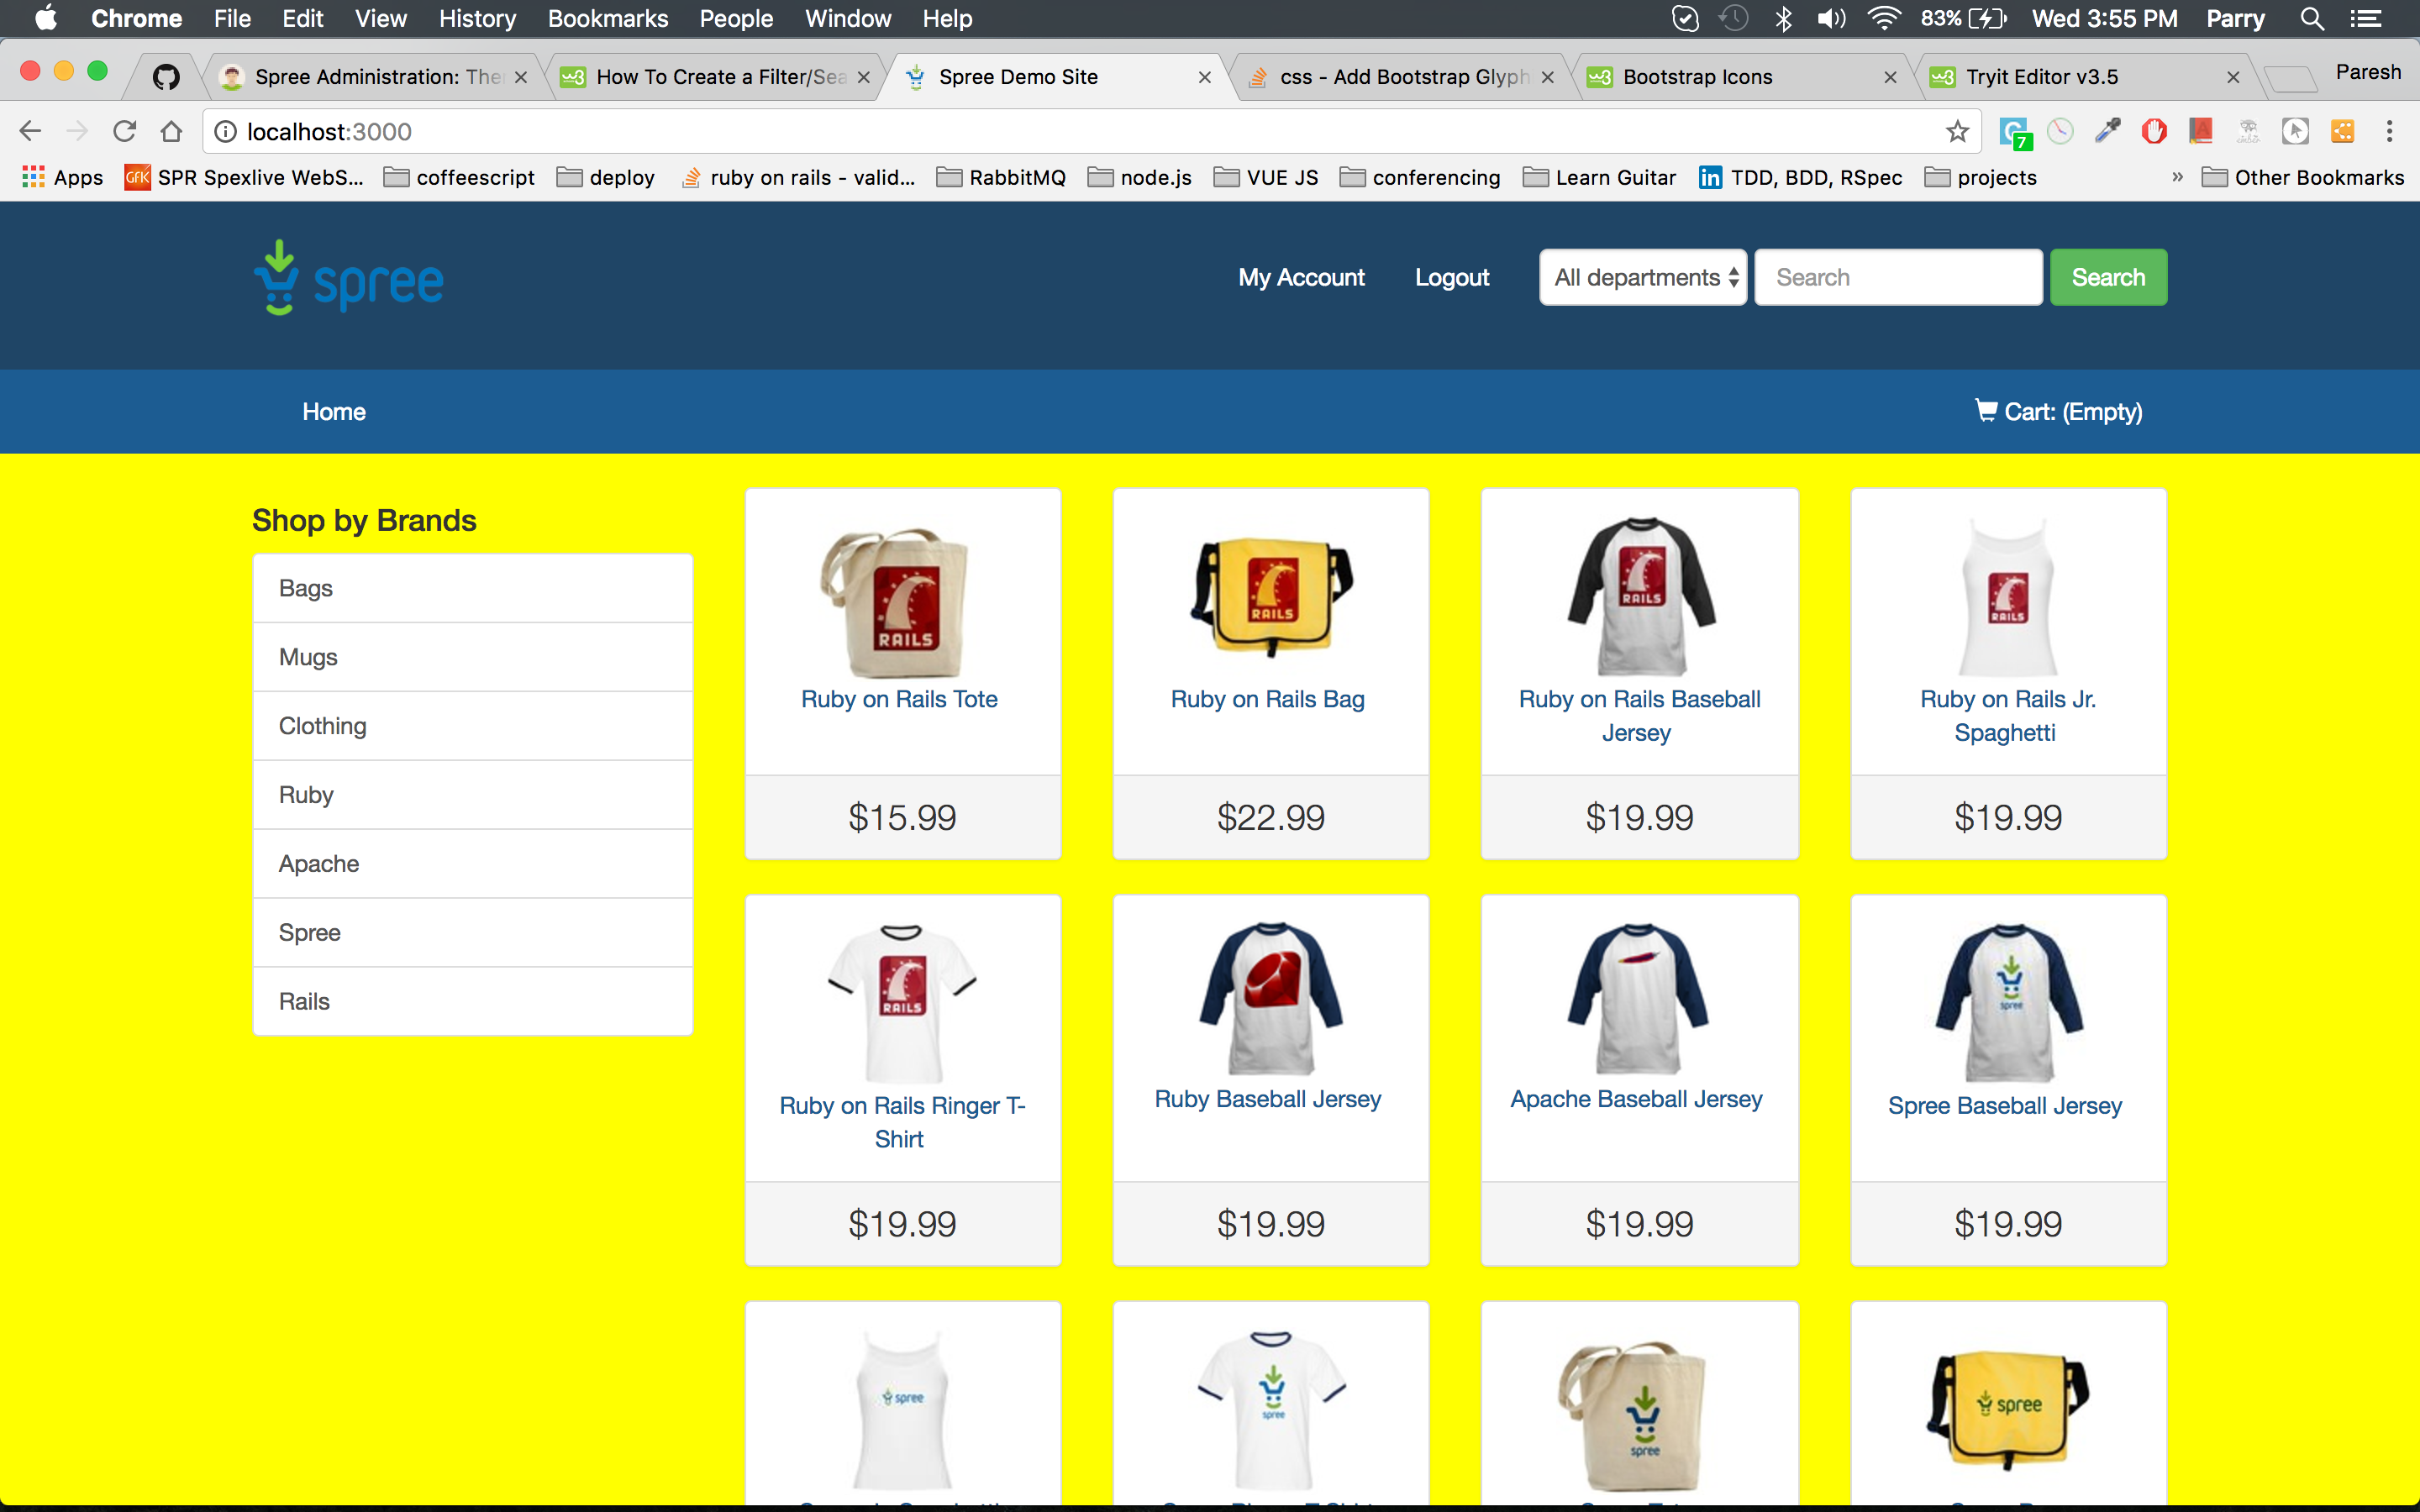 Chrome File Edit View History Bookmarks People Window Help 83% Wed 3:55 PM Parry
Spree Administration: The How To Create a Filter/Sea Spree Demo Site css - Add Bootstrap Glyph Bootstrap Icons Tryit Editor v3.5 Paresh
localhost:3000 7
Apps GfK SPR Spexlive WebS... coffeescript deploy ruby on rails - valid... RabbitMQ node.js VUE JS conferencing Learn Guitar in TDD, BDD, RSpec projects » Other Bookmarks
spree My Account Logout All departments Search Search
Home Cart: (Empty)
Shop by Brands
Bags
Mugs
Clothing
Ruby
Apache
Spree
Rails
RAILS RAILS RAILS RAILS
Ruby on Rails Tote Ruby on Rails Bag Ruby on Rails Baseball Jersey Ruby on Rails Jr. Spaghetti
$15.99 $22.99 $19.99 $19.99
RAILS spree
Ruby on Rails Ringer T-Shirt Ruby Baseball Jersey Apache Baseball Jersey Spree Baseball Jersey
$19.99 $19.99 $19.99 $19.99
spree spree spree spree